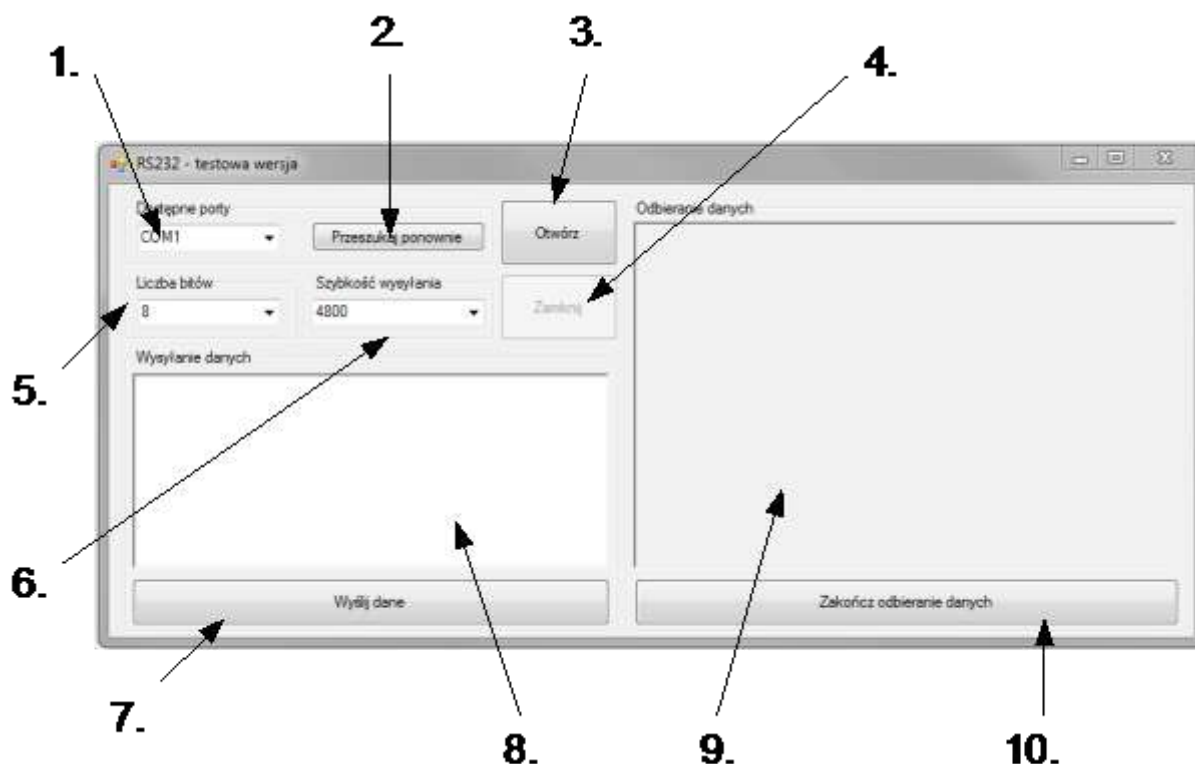 1.
2.
3.
4.
RS232 - testowa wersja
Dostępne porty
COM1
Przeszukaj ponownie
Otwórz
Odbieranie danych
Liczba bitów
8
Szybkość wysyłania
4800
Zamknij
5.
Wysyłanie danych
6.
Wyślij dane
Zakończ odbieranie danych
7.
8.
9.
10.